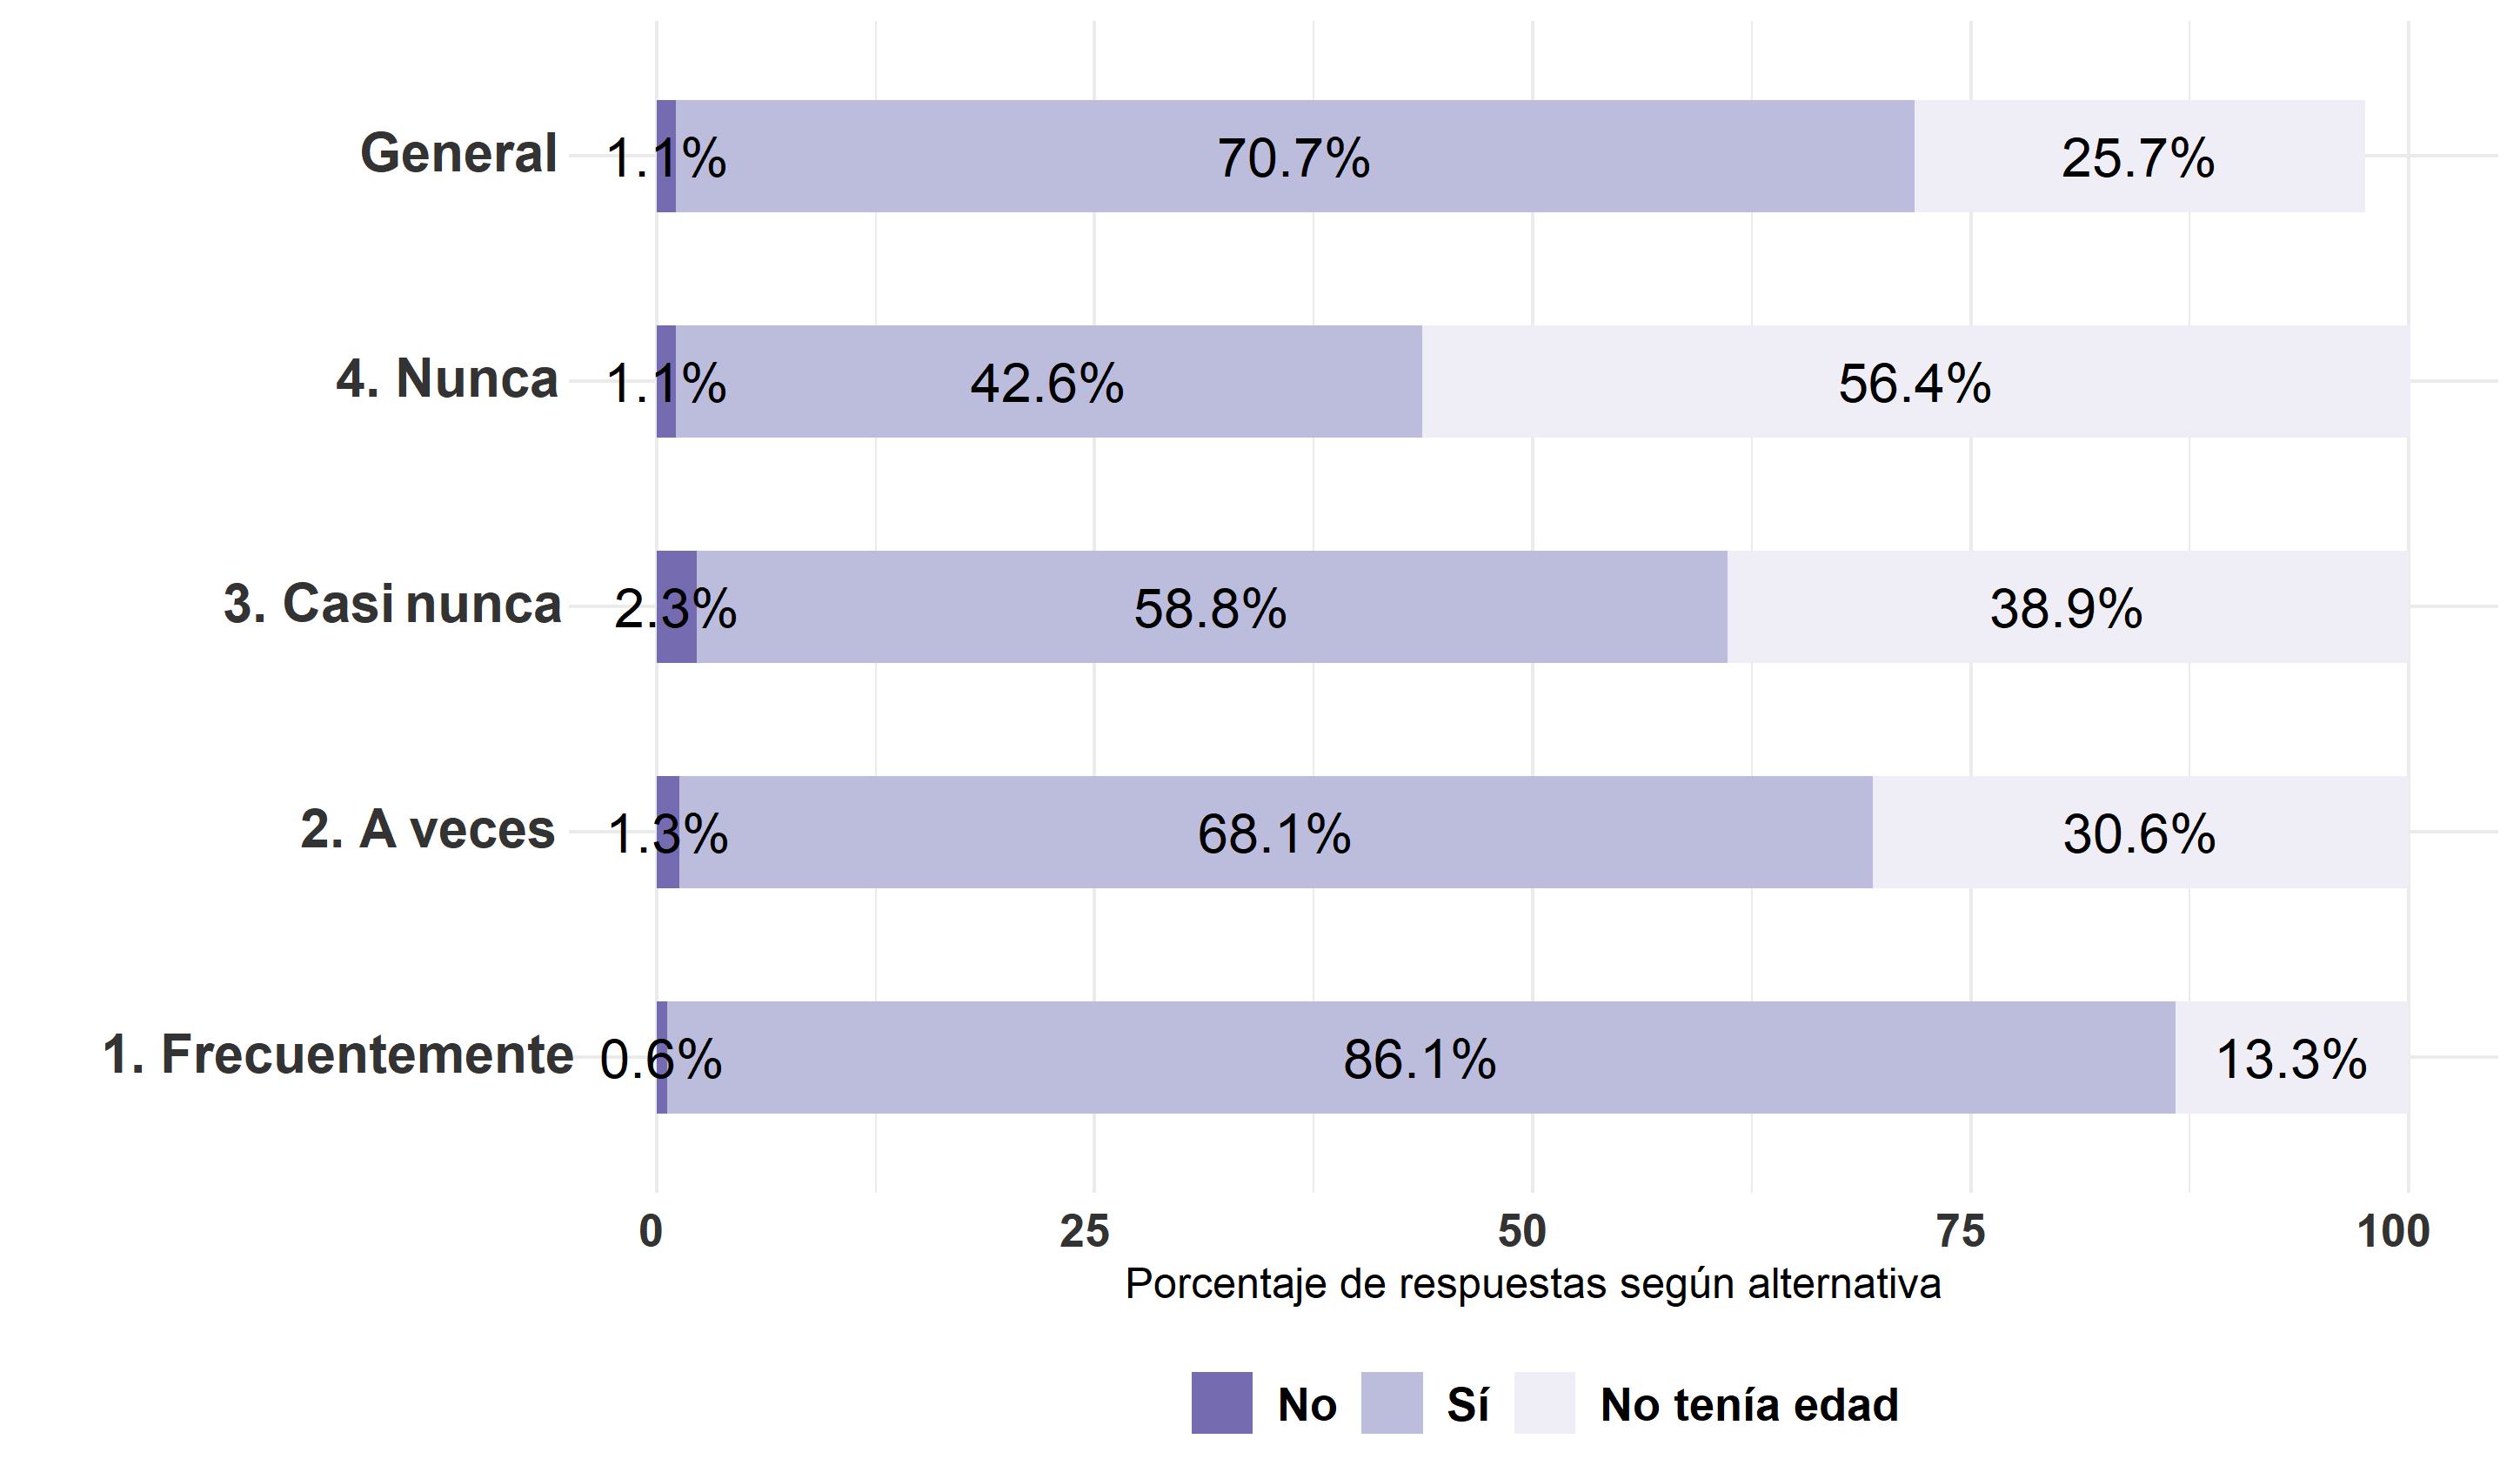 General 1.1% 70.7% 25.7%
4. Nunca 1.1% 42.6% 56.4%
3. Casi nunca 2.3% 58.8% 38.9%
2. A veces 1.3% 68.1% 30.6%
1. Frecuentemente 0.6% 86.1% 13.3%
0 25 50 75 100
Porcentaje de respuestas según alternativa
No Sí No tenía edad